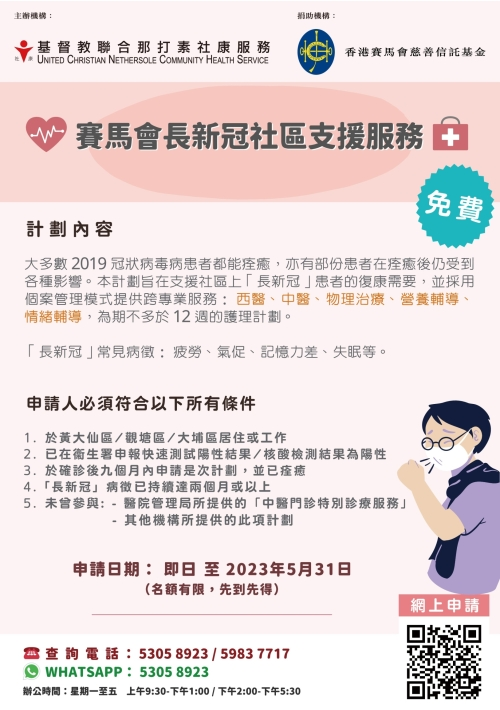 主辦機構：
捐助機構：
基督教聯合那打素社康服務
UNITED CHRISTIAN NETHERSOLE COMMUNITY HEALTH SERVICE
社康
香港賽馬會慈善信託基金
賽馬會長新冠社區支援服務
免費
計劃內容
大多數 2019 冠狀病毒病患者都能痊癒，亦有部份患者在痊癒後仍受到
各種影響。本計劃旨在支援社區上「長新冠」患者的復康需要，並採用
個案管理模式提供跨專業服務：西醫、中醫、物理治療、營養輔導、
情緒輔導，為期不多於 12 週的護理計劃。
「長新冠」常見病徵：疲勞、氣促、記憶力差、失眠等。
申請人必須符合以下所有條件
1. 於黃大仙區/觀塘區/大埔區居住或工作
2. 已在衞生署申報快速測試陽性結果/核酸檢測結果為陽性
3. 於確診後九個月內申請是次計劃，並已痊癒
4.「長新冠」病徵已持續達兩個月或以上
5. 未曾參與: - 醫院管理局所提供的「中醫門診特別診療服務」
- 其他機構所提供的此項計劃
申請日期： 即日 至 2023年5月31日
（名額有限，先到先得）
網上申請
查詢電話：5305 8923 / 5983 7717
WHATSAPP：5305 8923
辦公時間：星期一至五 上午9:30-下午1:00 / 下午2:00-下午5:30